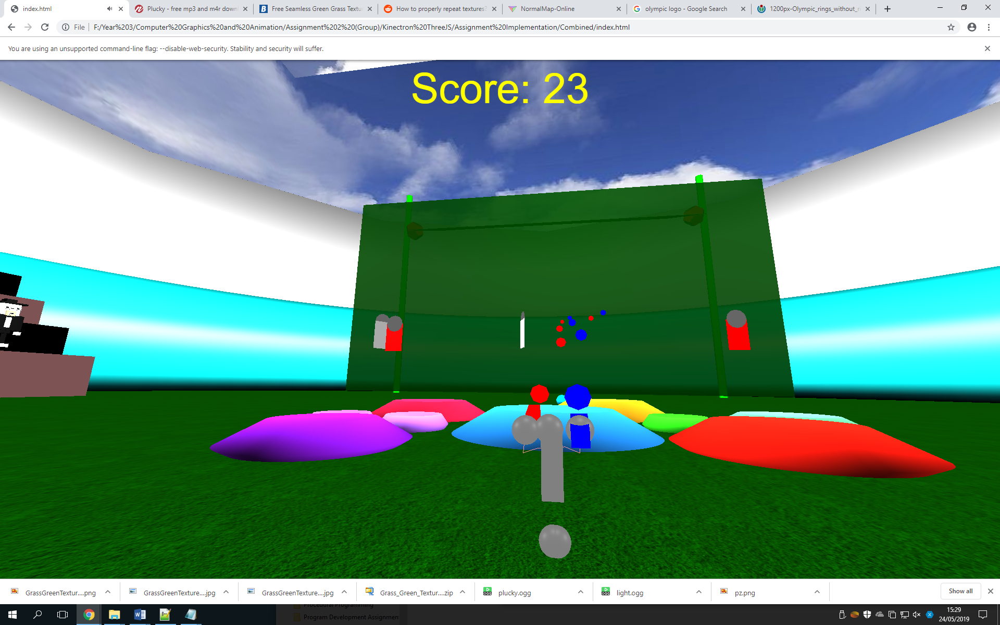 index.html
Plucky - free mp3 and m4r down
Free Seamless Green Grass Textu
How to properly repeat textures?
NormalMap-Online
olympic logo - Google Search
1200px-Olympic_rings_without_r
File
F:/Year%203/Computer%20Graphics%20and%20Animation/Assignment%202%20(Group)/Kinectron%20ThreeJS/Assignment%20Implementation/Combined/index.html
You are using an unsupported command-line flag: --disable-web-security. Stability and security will suffer.
Score: 23
GrassGreenTextur....png
GrassGreenTexture....jpg
GrassGreenTexture....jpg
Grass_Green_Textur....zip
plucky.ogg
light.ogg
pz.png
Show all
Procedural Programming
Program Development Assignmen
15:29
24/05/2019